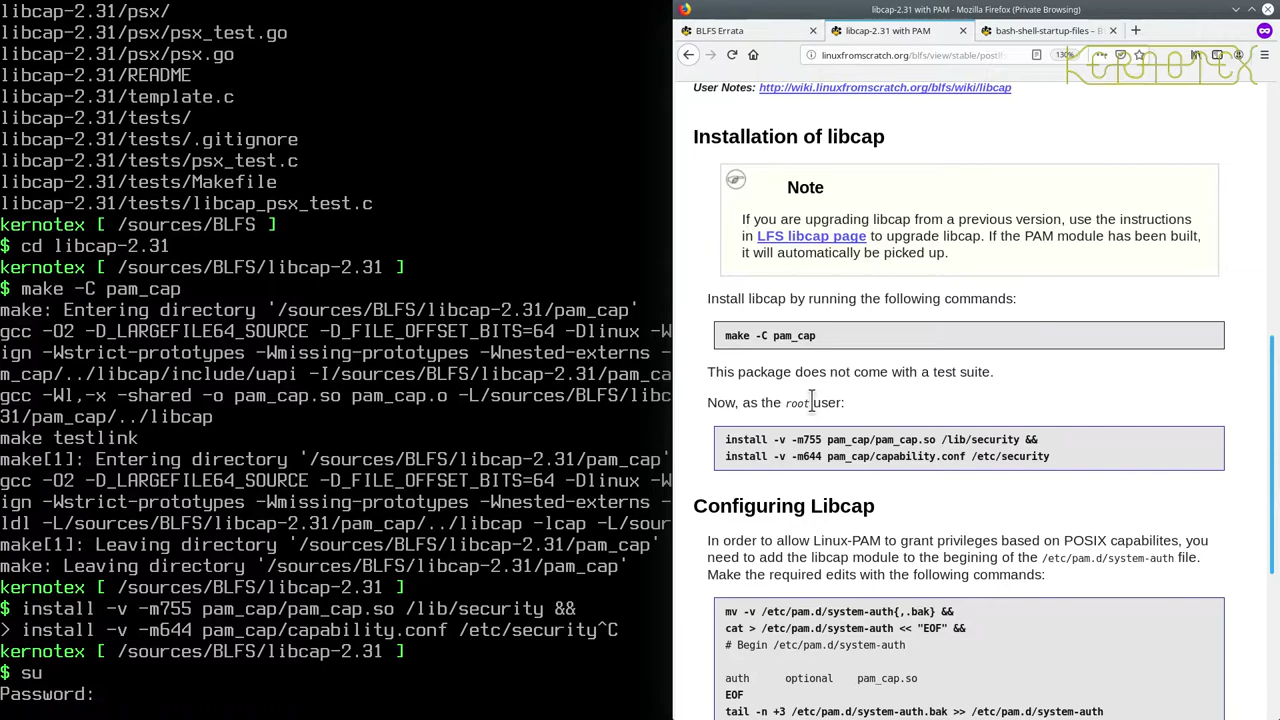 libcap-2.31/psx/
libcap-2.31/psx/psx_test.go
libcap-2.31/psx/psx.go
libcap-2.31/README
libcap-2.31/template.c
libcap-2.31/tests/
libcap-2.31/tests/.gitignore
libcap-2.31/tests/psx_test.c
libcap-2.31/tests/Makefile
libcap-2.31/tests/libcap_psx_test.c
kernotex [ /sources/BLFS ]
$ cd libcap-2.31
kernotex [ /sources/BLFS/libcap-2.31 ]
$ make -C pam_cap
make: Entering directory '/sources/BLFS/libcap-2.31/pam_cap'
gcc -O2 -D_LARGEFILE64_SOURCE -D_FILE_OFFSET_BITS=64 -Dlinux -W
ign -Wstrict-prototypes -Wmissing-prototypes -Wnested-externs -
m_cap/../libcap/include/uapi -I/sources/BLFS/libcap-2.31/pam_ca
gcc -Wl,-x -shared -o pam_cap.so pam_cap.o -L/sources/BLFS/libc
31/pam_cap/../libcap
make testlink
make[1]: Entering directory '/sources/BLFS/libcap-2.31/pam_cap'
gcc -O2 -D_LARGEFILE64_SOURCE -D_FILE_OFFSET_BITS=64 -Dlinux -W
ign -Wstrict-prototypes -Wmissing-prototypes -Wnested-externs -
ldl -L/sources/BLFS/libcap-2.31/pam_cap/../libcap -lcap -L/sour
make[1]: Leaving directory '/sources/BLFS/libcap-2.31/pam_cap'
make: Leaving directory '/sources/BLFS/libcap-2.31/pam_cap'
kernotex [ /sources/BLFS/libcap-2.31 ]
$ install -v -m755 pam_cap/pam_cap.so /lib/security &&
> install -v -m644 pam_cap/capability.conf /etc/security^C
kernotex [ /sources/BLFS/libcap-2.31 ]
$ su
Password:
libcap-2.31 with PAM - Mozilla Firefox (Private Browsing)
BLFS Errata
libcap-2.31 with PAM
bash-shell-startup-files – B
linuxfromscratch.org/blfs/view/stable/postl
130%
KERNOTEX
User Notes: http://wiki.linuxfromscratch.org/blfs/wiki/libcap
Installation of libcap
Note
If you are upgrading libcap from a previous version, use the instructions
in LFS libcap page to upgrade libcap. If the PAM module has been built,
it will automatically be picked up.
Install libcap by running the following commands:
make -C pam_cap
This package does not come with a test suite.
Now, as the root user:
install -v -m755 pam_cap/pam_cap.so /lib/security &&
install -v -m644 pam_cap/capability.conf /etc/security
Configuring Libcap
In order to allow Linux-PAM to grant privileges based on POSIX capabilites, you
need to add the libcap module to the begining of the /etc/pam.d/system-auth file.
Make the required edits with the following commands:
mv -v /etc/pam.d/system-auth{,.bak} &&
cat > /etc/pam.d/system-auth << "EOF" &&
# Begin /etc/pam.d/system-auth
auth optional pam_cap.so
EOF
tail -n +3 /etc/pam.d/system-auth.bak >> /etc/pam.d/system-auth